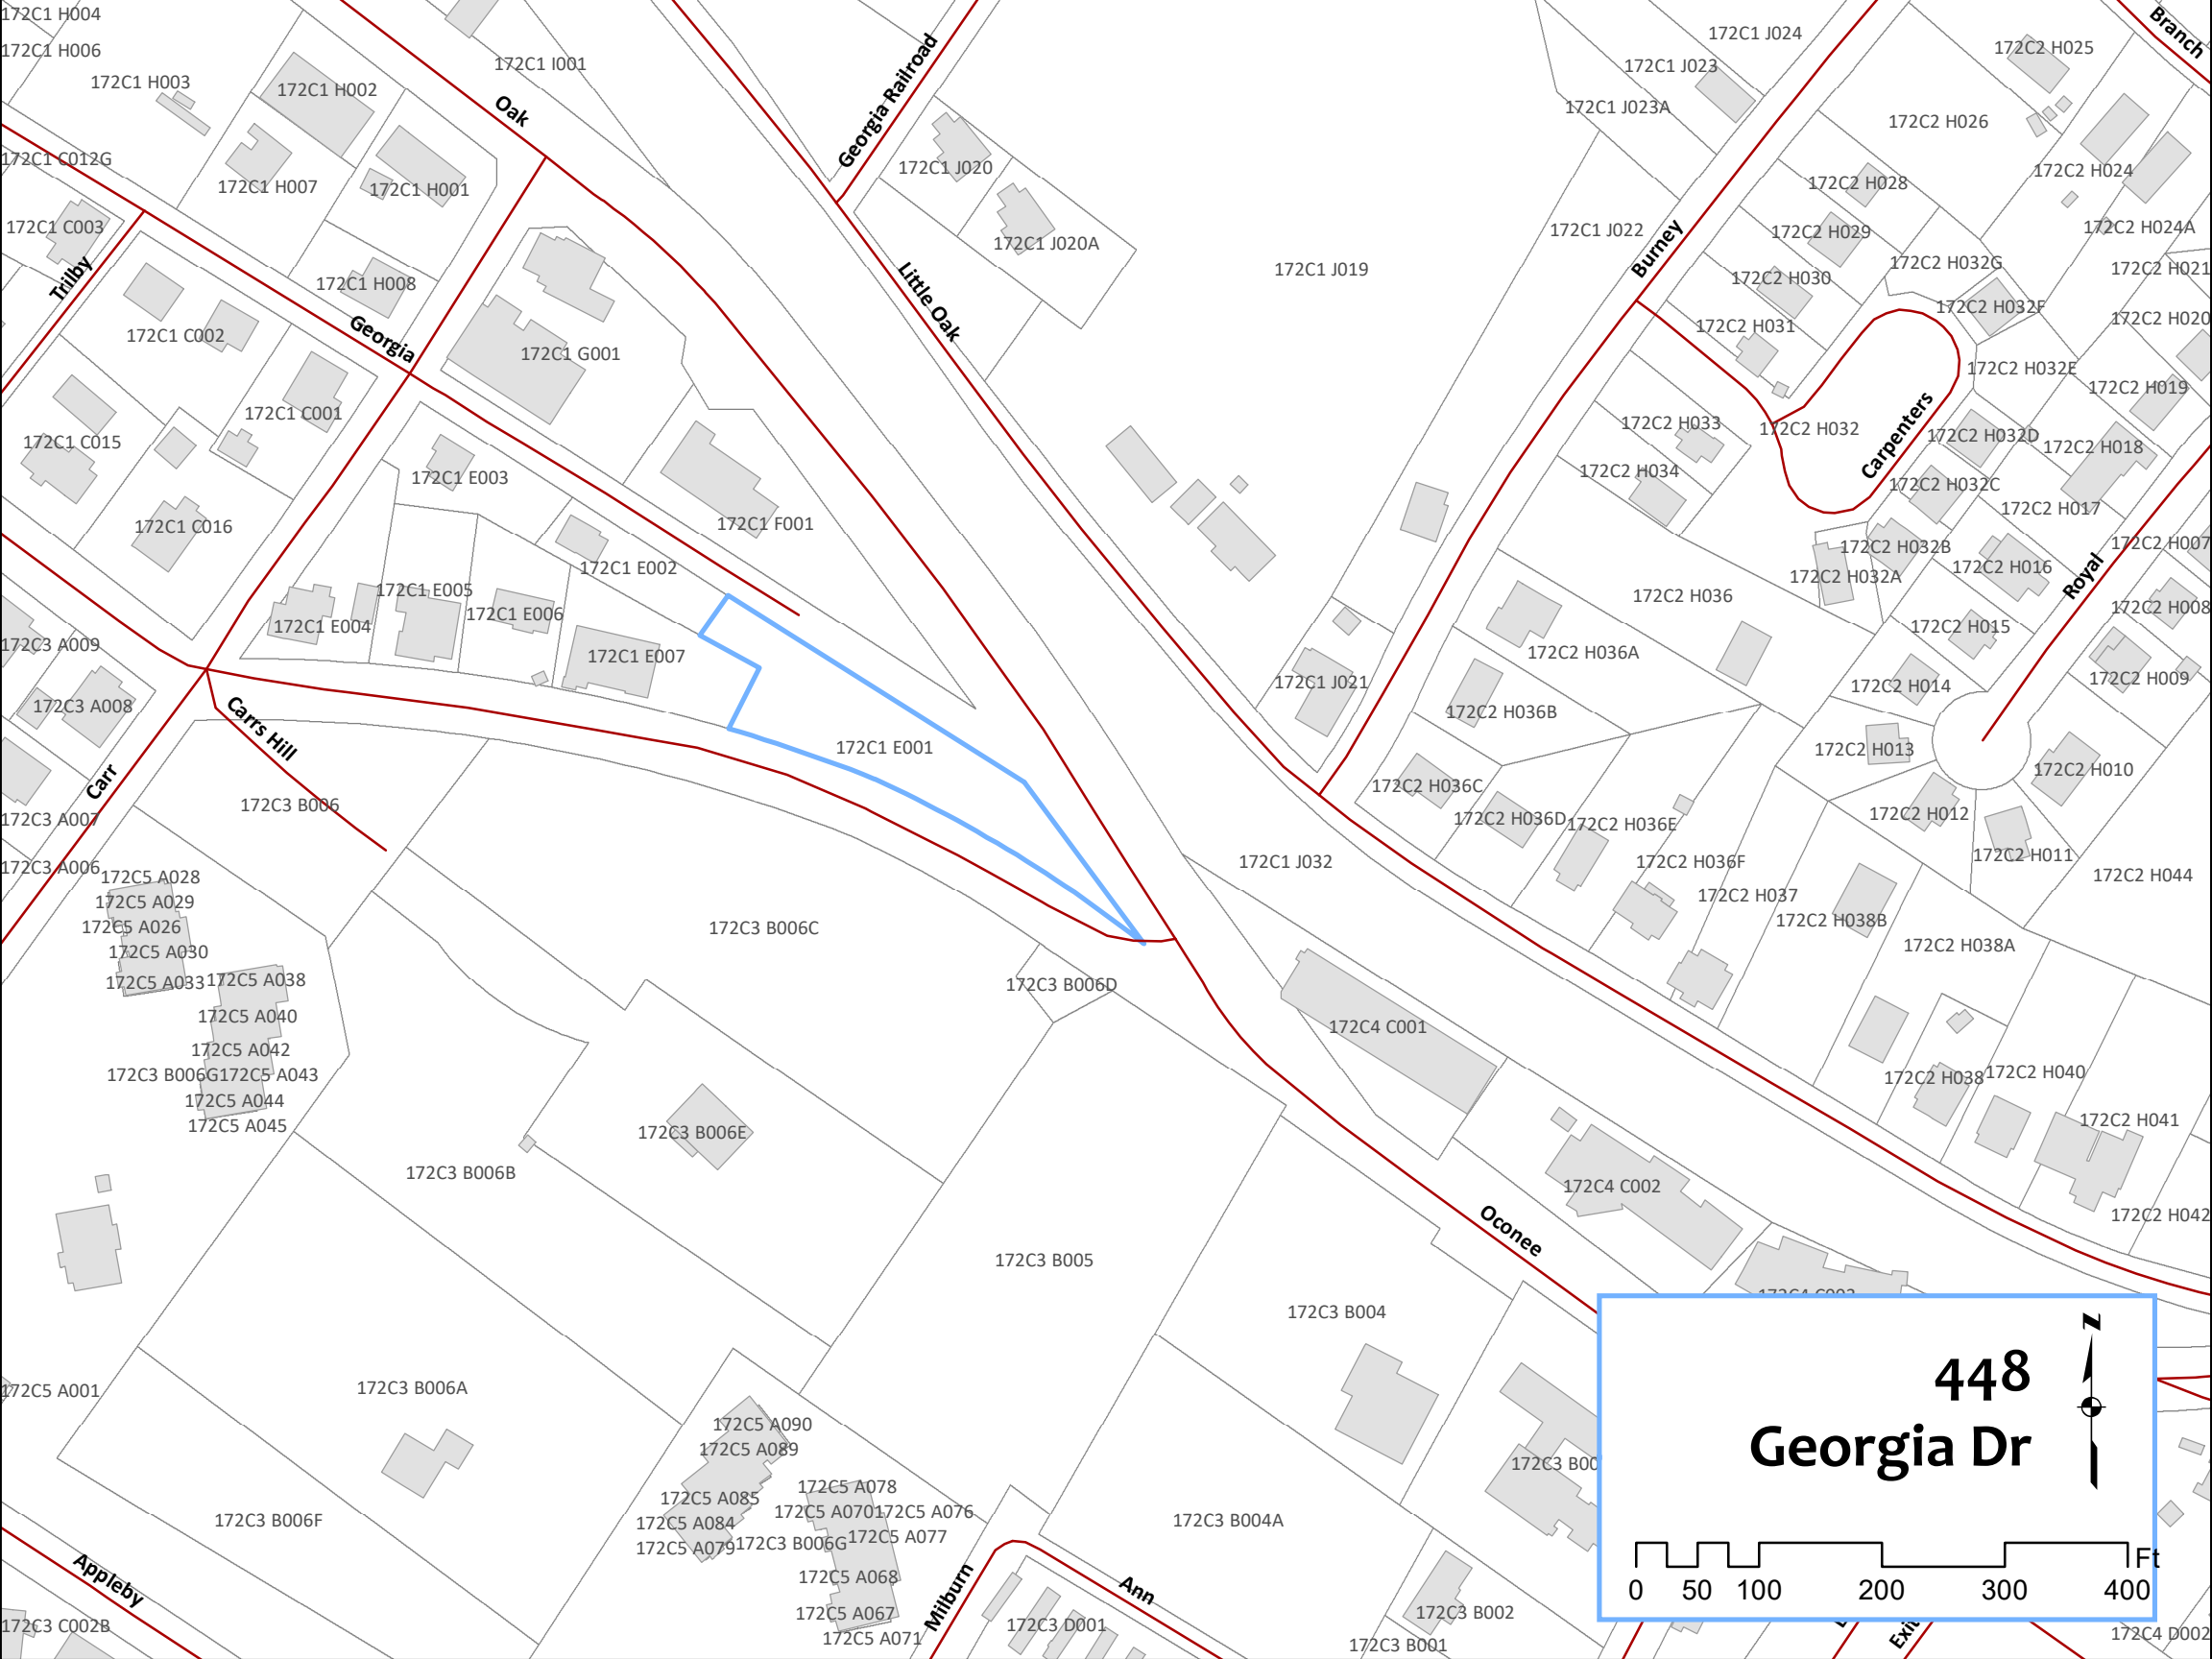 172C1 H004
172C1 H006
172C1 H003
172C1 H002
172C1 I001
Oak
Georgia Railroad
172C1 J024
172C1 J023
172C1 J023A
172C2 H025
Branch
172C2 H026
172C1 C012G
172C1 H007
172C1 H001
172C1 J020
172C2 H024
172C2 H028
172C1 C003
172C1 J020A
172C1 J022
172C2 H029
172C2 H024A
Burney
Trilby
172C1 H008
Little Oak
172C1 J019
172C2 H030
172C2 H032G
172C2 H021
172C2 H032F
172C2 H020
172C1 C002
Georgia
172C1 G001
172C2 H031
172C2 H032E
172C2 H019
172C1 C001
172C1 C015
172C2 H033
172C2 H032
Carpenters
172C2 H032D
172C2 H018
172C1 E003
172C2 H034
172C2 H032C
172C2 H017
172C1 C016
172C1 F001
172C2 H032B
172C2 H007
172C1 E002
172C2 H032A
172C2 H016
Royal
172C1 E005
172C1 E006
172C2 H036
172C2 H008
172C1 E004
172C2 H015
172C3 A009
172C1 E007
172C2 H036A
172C1 J021
172C2 H014
172C2 H009
172C3 A008
172C2 H036B
Carrs Hill
172C1 E001
172C2 H013
172C2 H010
Carr
172C3 B006
172C2 H036C
172C3 A007
172C2 H036D
172C2 H036E
172C2 H012
172C3 A006
172C1 J032
172C2 H036F
172C2 H011
172C2 H044
172C5 A028
172C5 A029
172C5 A026
172C5 A030
172C5 A033
172C2 H037
172C2 H038B
172C3 B006C
172C2 H038A
172C5 A038
172C3 B006D
172C5 A040
172C4 C001
172C5 A042
172C3 B006G
172C5 A043
172C5 A044
172C5 A045
172C2 H038
172C2 H040
172C2 H041
172C3 B006E
172C3 B006B
172C4 C002
172C2 H042
Oconee
172C3 B005
172C3 B004
172C5 A001
172C3 B006A
172C5 A090
172C5 A089
172C3 B00
172C5 A078
172C5 A085
172C5 A0701
172C5 A076
172C3 B006F
172C5 A084
172C5 A077
172C5 A079
172C3 B006G
172C3 B004A
Appleby
172C5 A068
Milburn
Ann
172C5 A067
172C3 C002B
172C3 D001
172C3 B002
172C5 A071
172C3 B001
172C4 D002
Exi
448
Georgia Dr
N
Ft
0 50 100 200 300 400